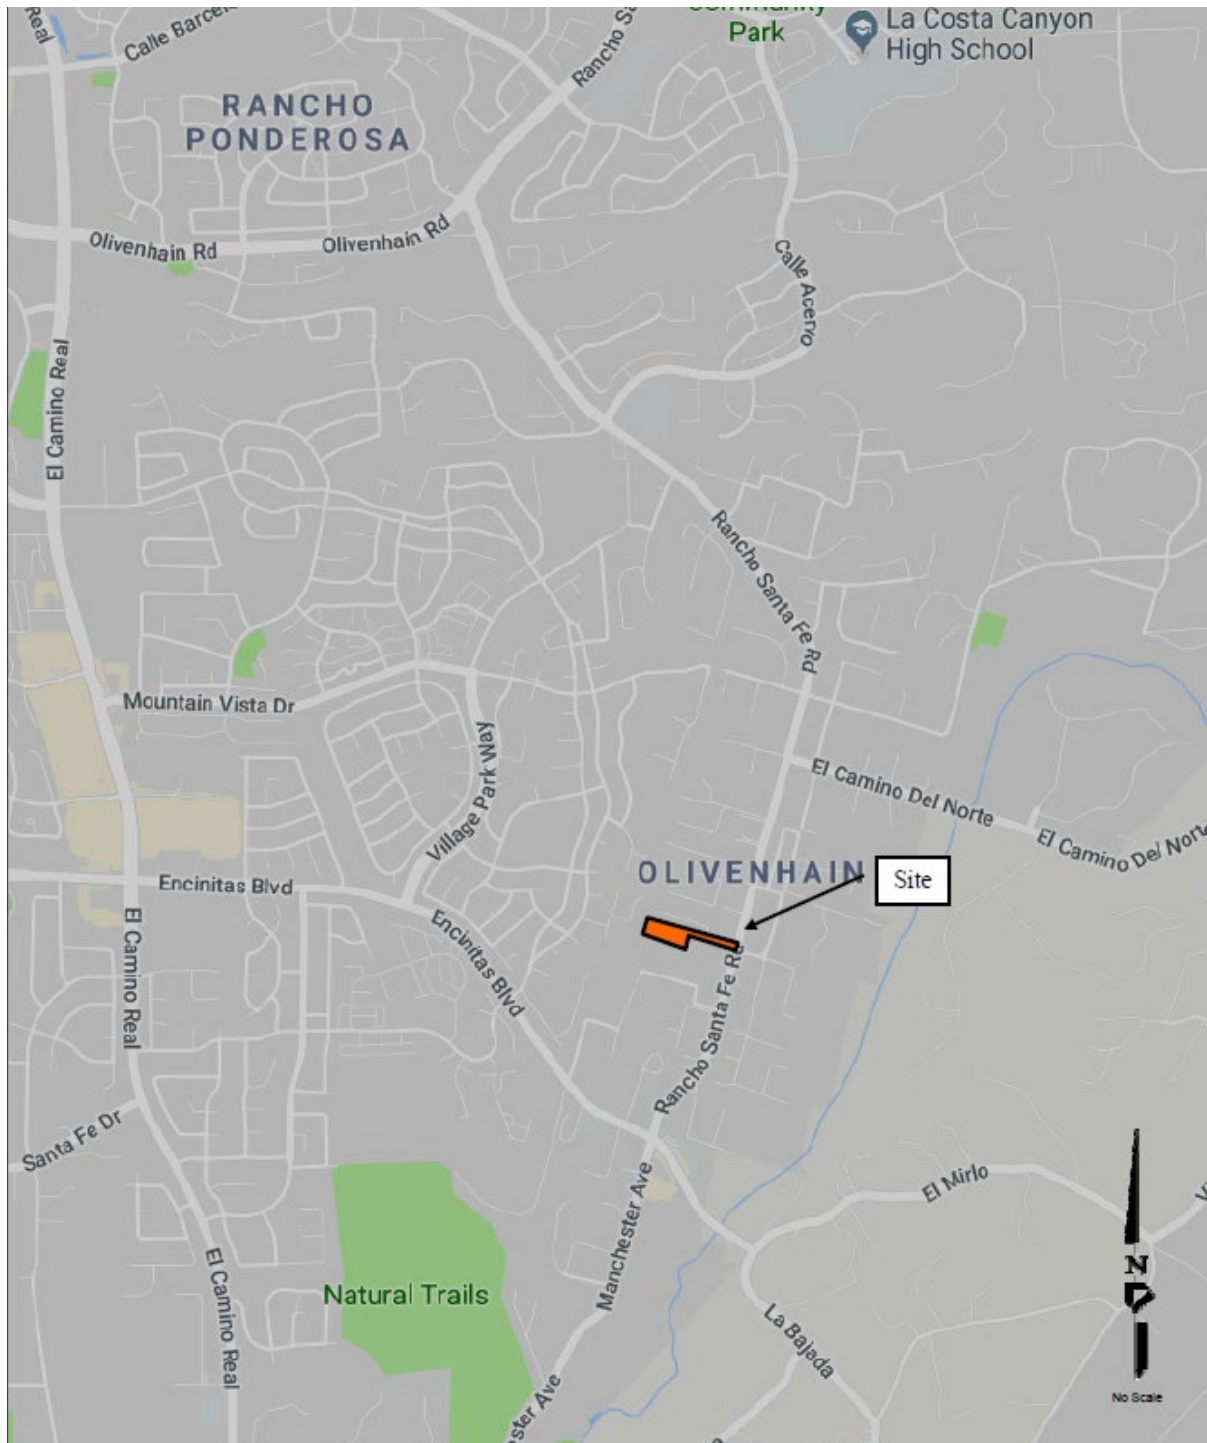 Real
Calle Barcel
Rancho Sa
Community
Park
La Costa Canyon
High School
RANCHO
PONDEROSA
Olivenhain Rd
Olivenhain Rd
Calle Acervo
El Camino Real
Rancho Santa Fe Rd
Mountain Vista Dr
Village Park Way
El Camino Del Norte
El Camino Del Norte
OLIVENHAIN
Site
Encinitas Blvd
Encinitas Blvd
El Camino Real
Rancho Santa Fe Rd
Santa Fe Dr
El Mirlo
Manchester Ave
Natural Trails
El Camino Real
La Bajada
ster Ave
N
No Scale